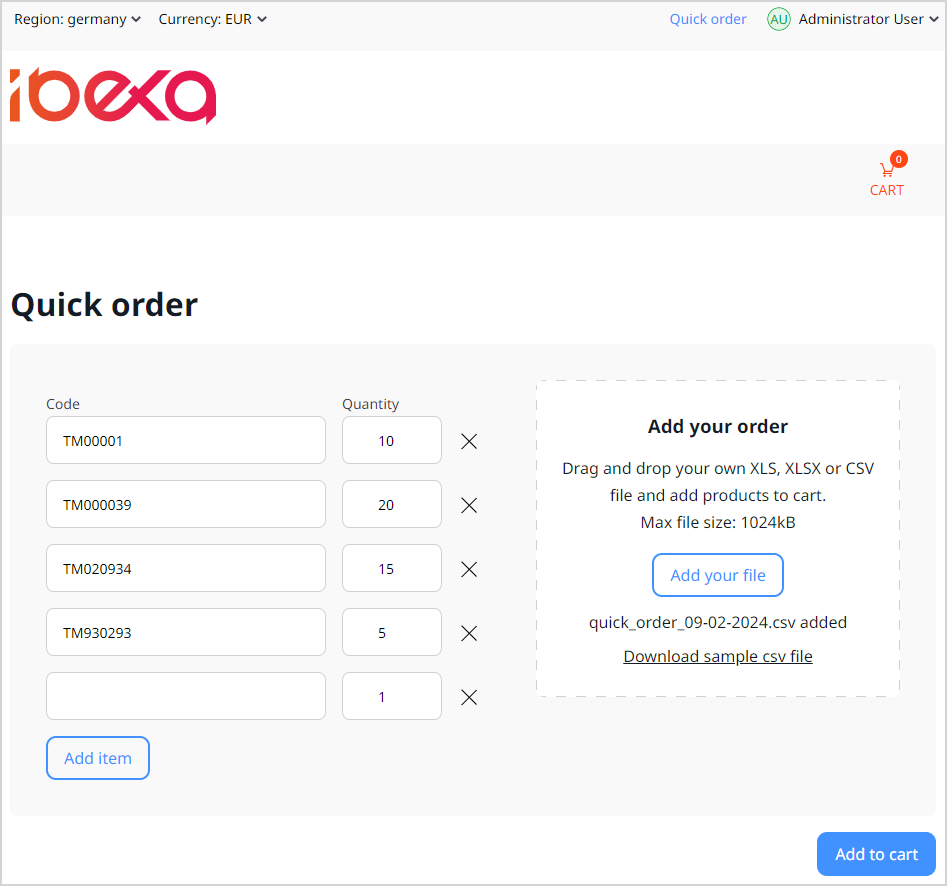 Region: germany Currency: EUR Quick order AU Administrator User
ibexa
0
CART
Quick order
Code Quantity
TM00001 10
TM000039 20
TM020934 15
TM930293 5
1
Add item
Add your order
Drag and drop your own XLS, XLSX or CSV
file and add products to cart.
Max file size: 1024kB
Add your file
quick_order_09-02-2024.csv added
Download sample csv file
Add to cart